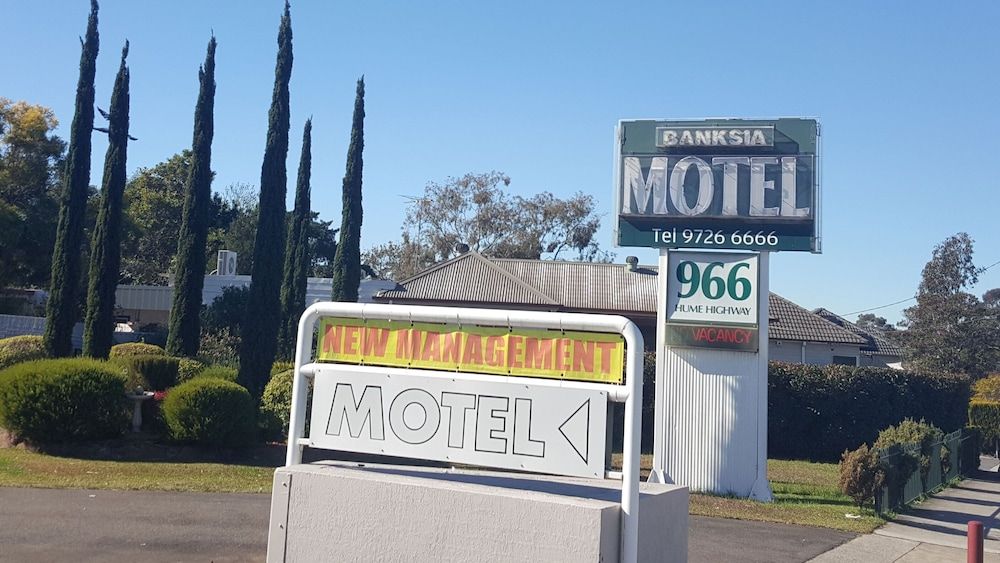 BANKSIA
MOTEL
Tel 9726 6666
966
HUME HIGHWAY
VACANCY
NEW MANAGEMENT
MOTEL